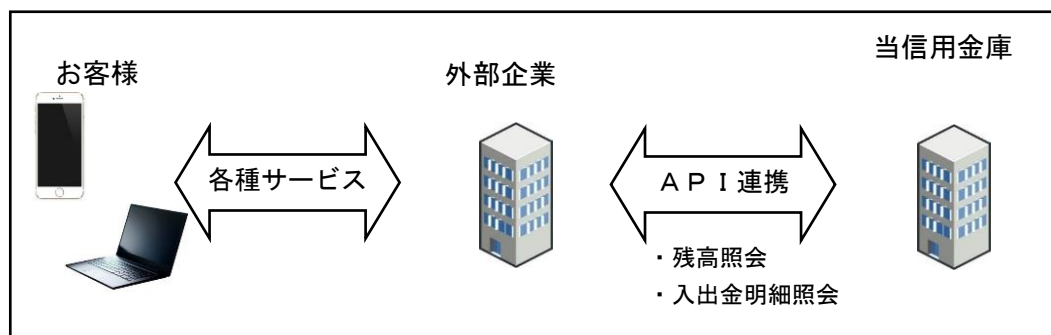 当信用金庫
お客様
外部企業
各種サービス
ＡＰＩ連携
・残高照会
・入出金明細照会